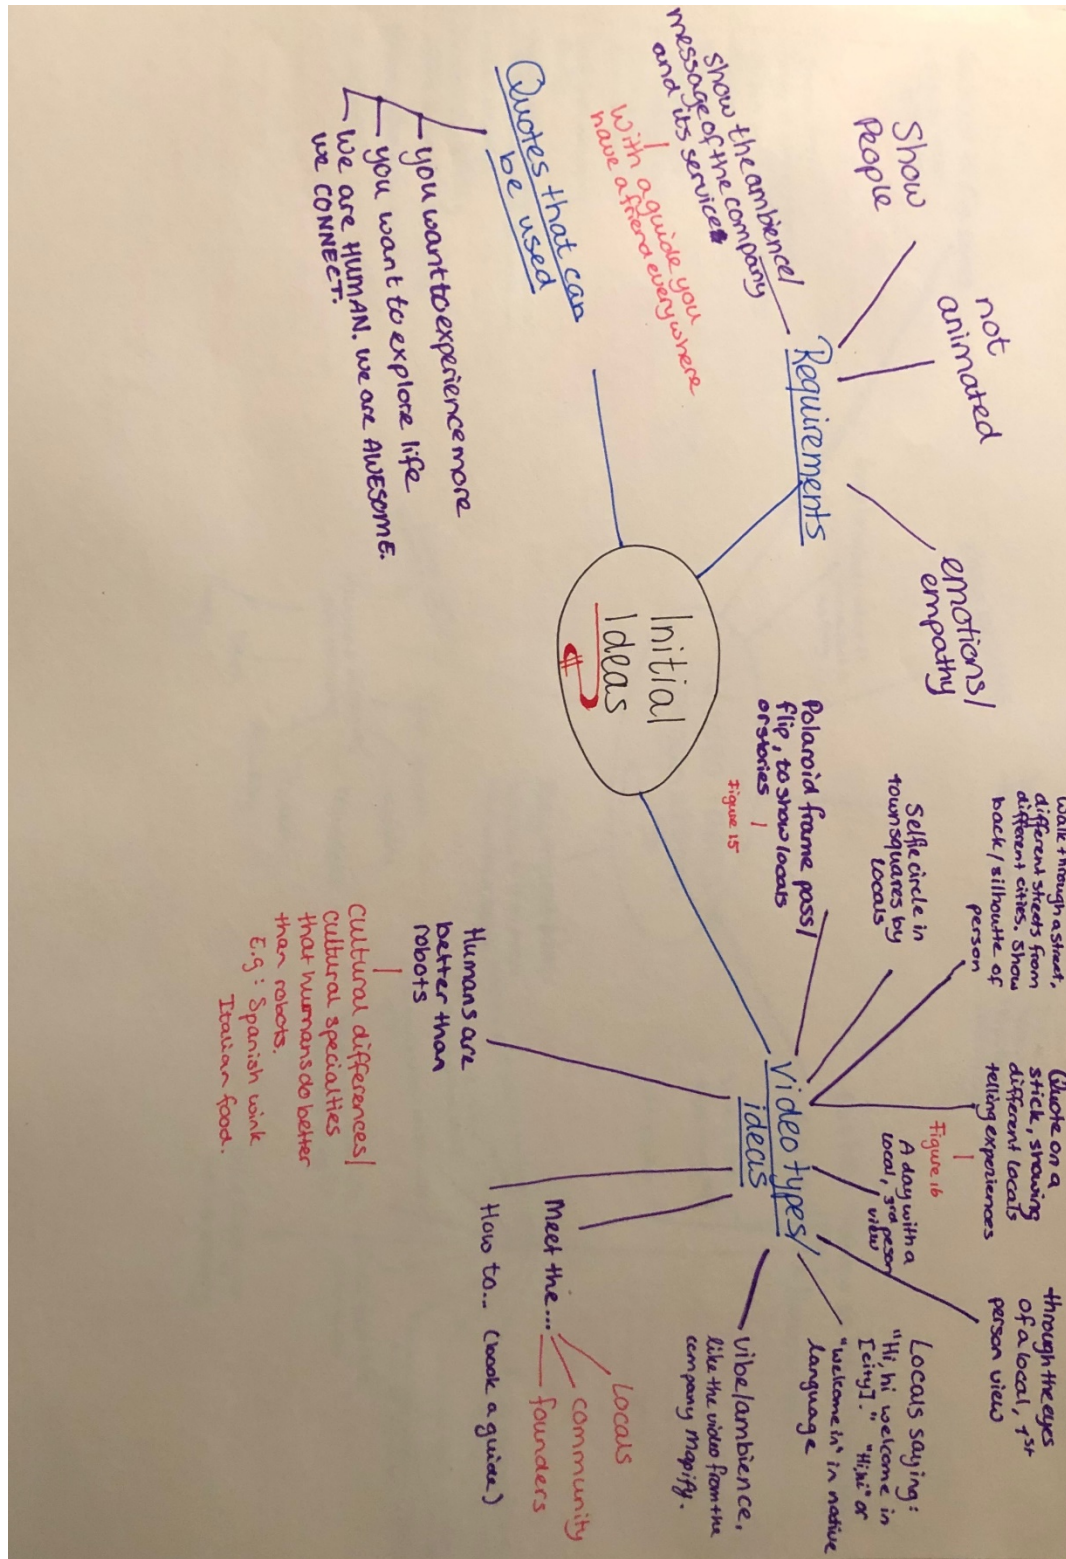 Initial
Ideas
Requirements
Show
People
not
animated
emotions/
empathy
show the ambience/
message of the company
and its service
With a guide you
have a friend everywhere
Quotes that can
be used
- you want to experience more
- you want to explore life
- We are HUMAN. we are AWESOME.
we CONNECT.
Video types/
ideas
Polaroid frame pass/
flip, to show locals
or stories
Figure 15
Selfie circle in
town squares by
locals
Walk through a street,
different streets from
different cities. Show
back/silhoutte of
person
Quote on a
stick, showing
different locals
telling experiences
Figure 16
A day with a
local, 3rd peson
view
through the eyes
of a local, 1st
person view
Locals saying:
"Hi, hi welcome in
[city]." "Hi, hi" or
"welcome in" in native
language
vibe/ambience,
like the video from the
company Mapify.
Meet the...
Locals
community
founders
How to... (book a guide)
Humans are
better than
robots
cultural differences/
cultural specialties
that humans do better
than robots.
E.g: Spanish wink
Italian food.